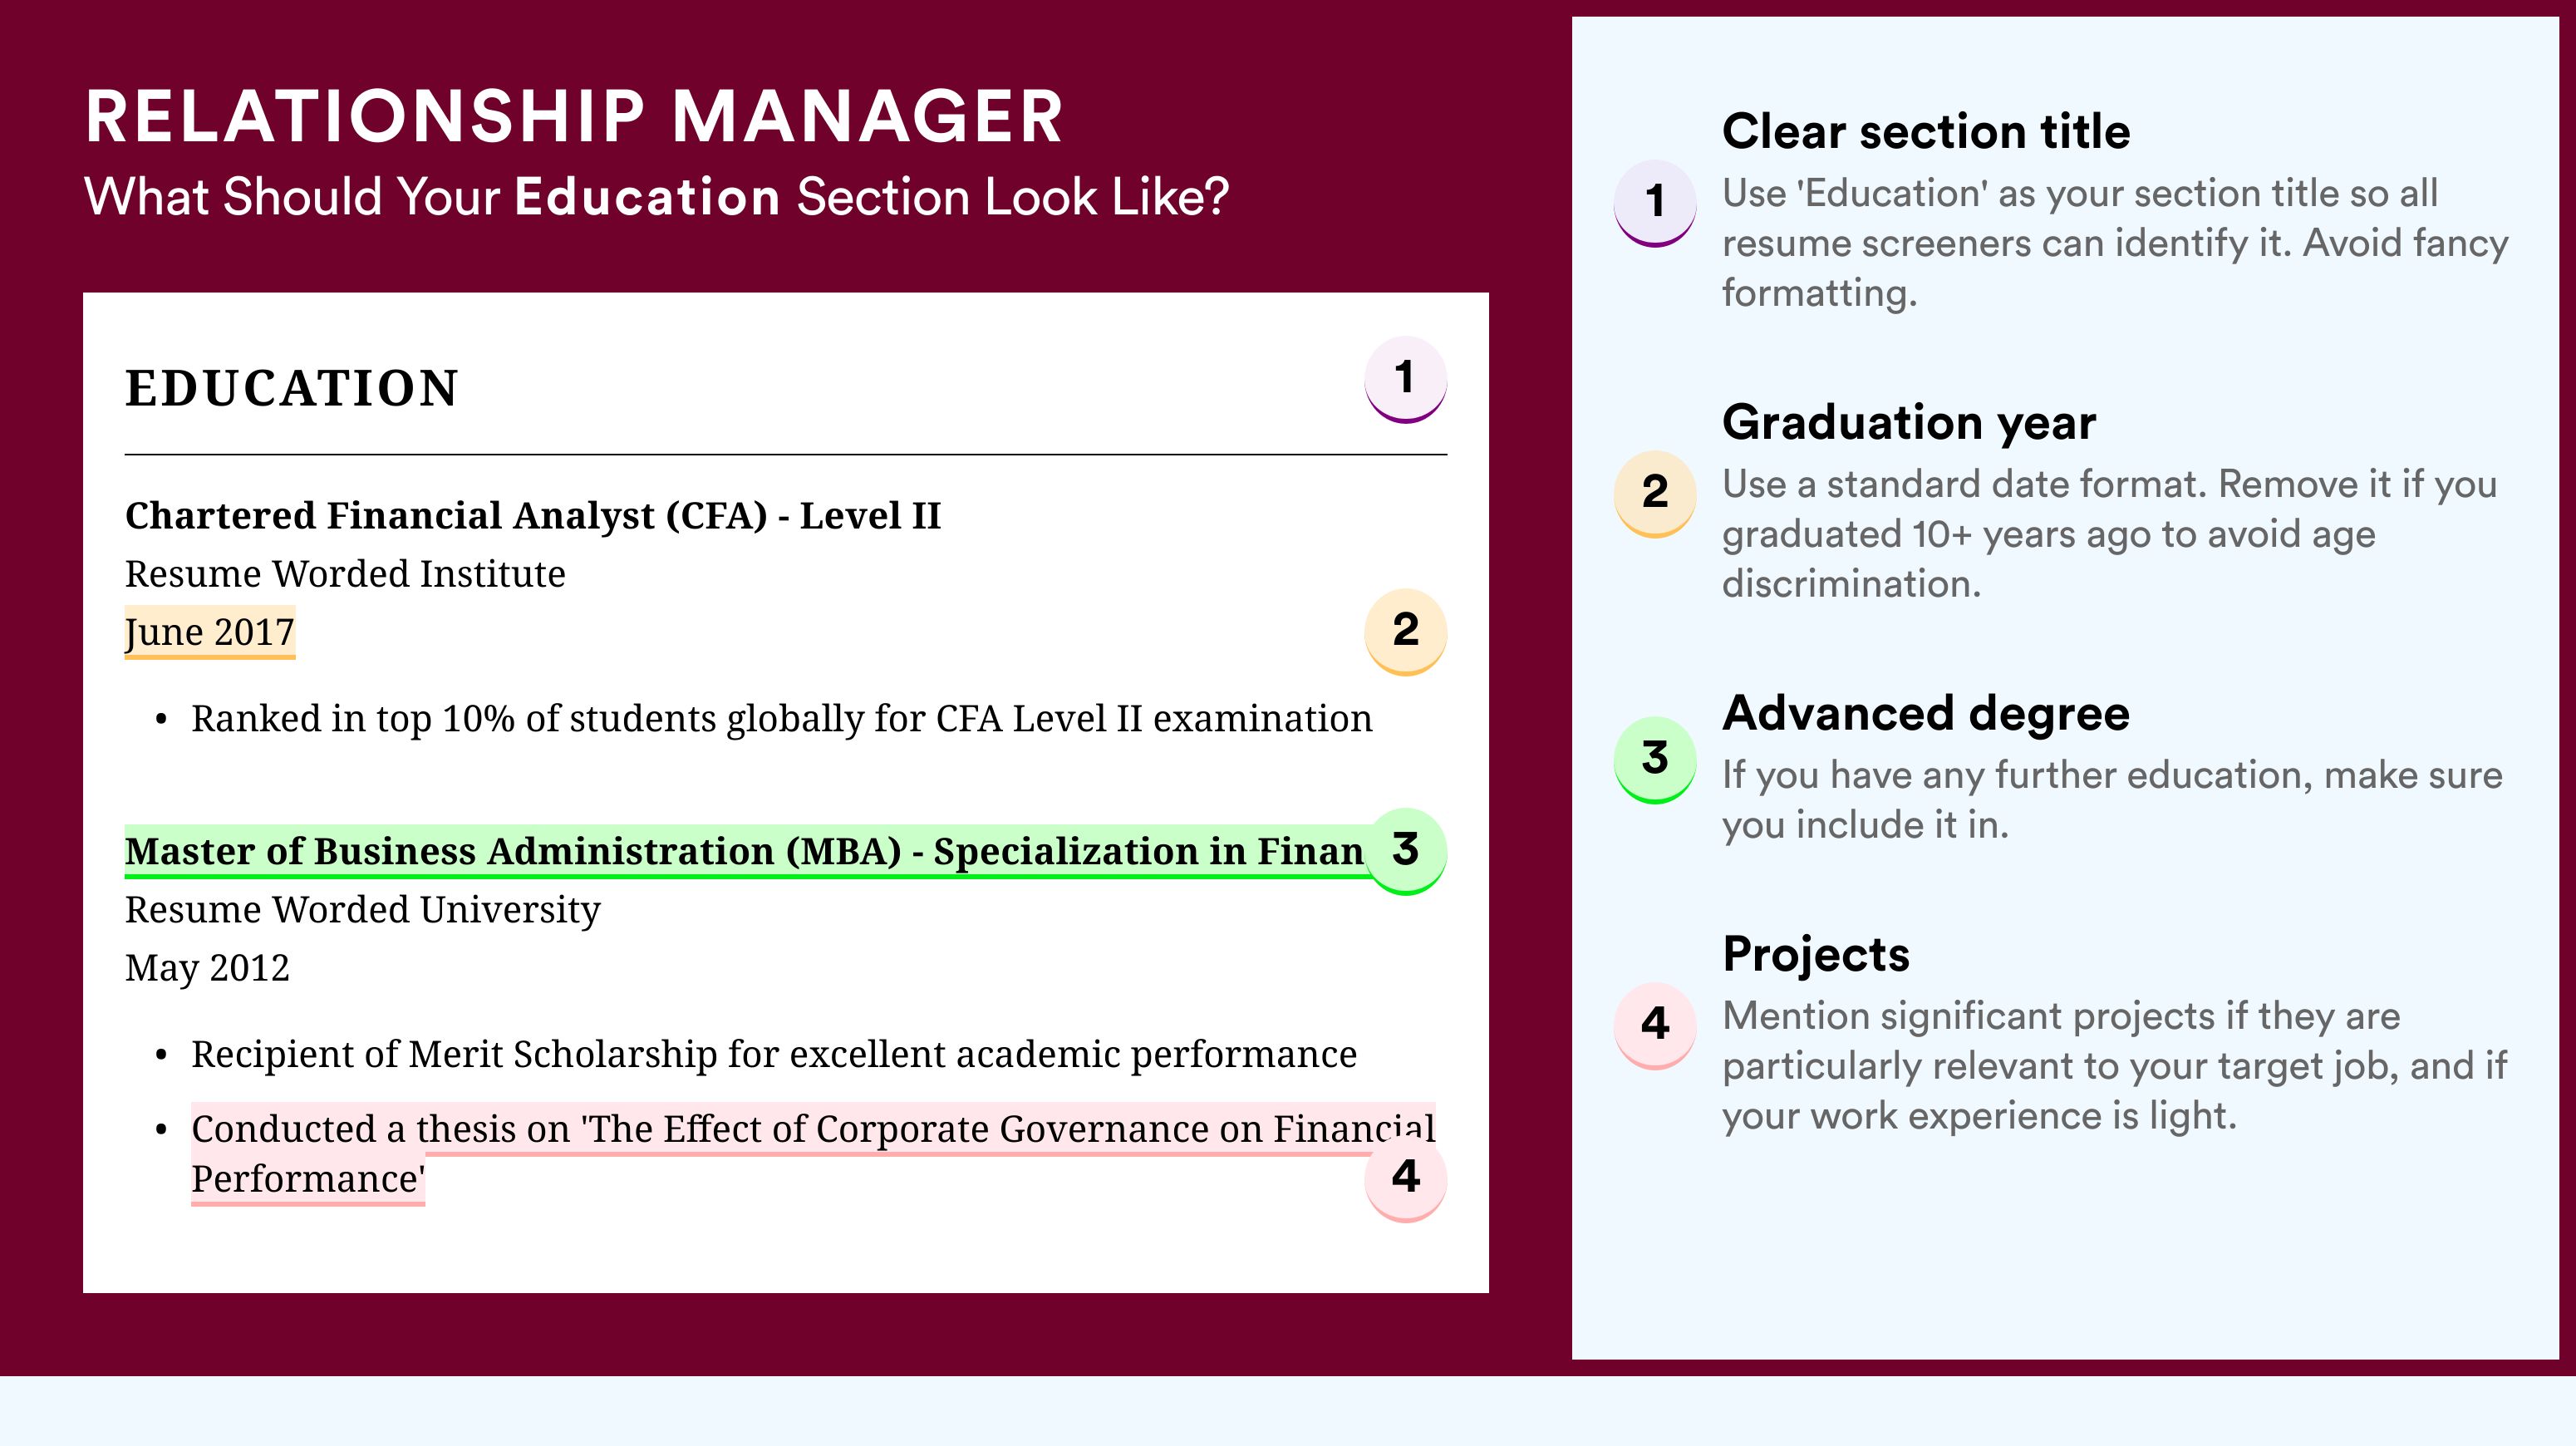 RELATIONSHIP MANAGER
What Should Your Education Section Look Like?
EDUCATION
1
Chartered Financial Analyst (CFA) - Level II
Resume Worded Institute
June 2017
2
• Ranked in top 10% of students globally for CFA Level II examination
Master of Business Administration (MBA) - Specialization in Finan
3
Resume Worded University
May 2012
• Recipient of Merit Scholarship for excellent academic performance
• Conducted a thesis on 'The Effect of Corporate Governance on Financial
Performance'
4
Clear section title
1
Use 'Education' as your section title so all
resume screeners can identify it. Avoid fancy
formatting.
Graduation year
2
Use a standard date format. Remove it if you
graduated 10+ years ago to avoid age
discrimination.
Advanced degree
3
If you have any further education, make sure
you include it in.
Projects
4
Mention significant projects if they are
particularly relevant to your target job, and if
your work experience is light.